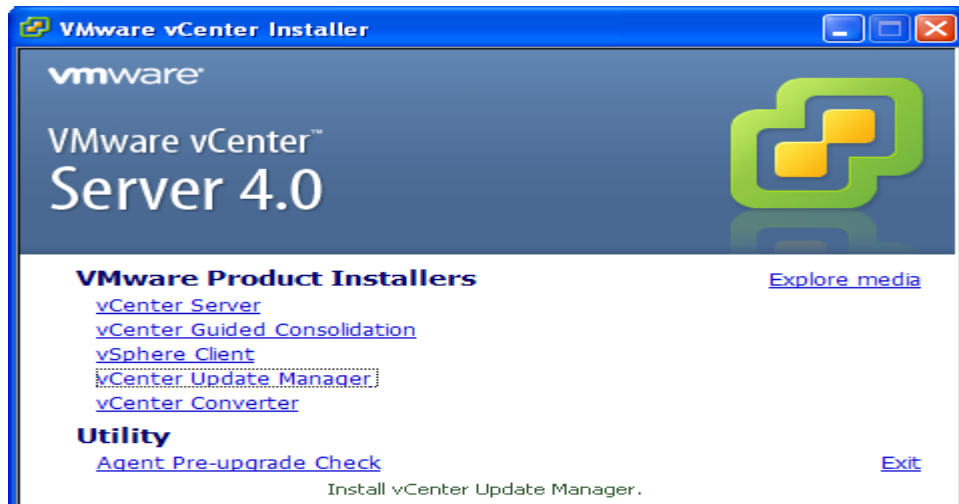 VMware vCenter Installer
vmware
VMware vCenter™
Server 4.0
VMware Product Installers
Explore media
vCenter Server
vCenter Guided Consolidation
vSphere Client
vCenter Update Manager
vCenter Converter
Utility
Agent Pre-upgrade Check
Exit
Install vCenter Update Manager.